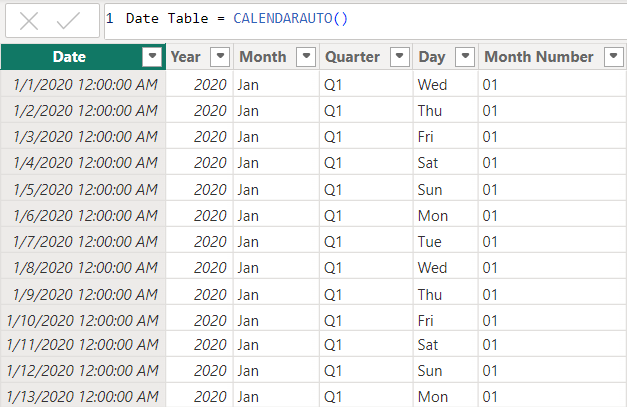 1 Date Table = CALENDARAUTO()
Date Year Month Quarter Day Month Number
1/1/2020 12:00:00 AM 2020 Jan Q1 Wed 01
1/2/2020 12:00:00 AM 2020 Jan Q1 Thu 01
1/3/2020 12:00:00 AM 2020 Jan Q1 Fri 01
1/4/2020 12:00:00 AM 2020 Jan Q1 Sat 01
1/5/2020 12:00:00 AM 2020 Jan Q1 Sun 01
1/6/2020 12:00:00 AM 2020 Jan Q1 Mon 01
1/7/2020 12:00:00 AM 2020 Jan Q1 Tue 01
1/8/2020 12:00:00 AM 2020 Jan Q1 Wed 01
1/9/2020 12:00:00 AM 2020 Jan Q1 Thu 01
1/10/2020 12:00:00 AM 2020 Jan Q1 Fri 01
1/11/2020 12:00:00 AM 2020 Jan Q1 Sat 01
1/12/2020 12:00:00 AM 2020 Jan Q1 Sun 01
1/13/2020 12:00:00 AM 2020 Jan Q1 Mon 01